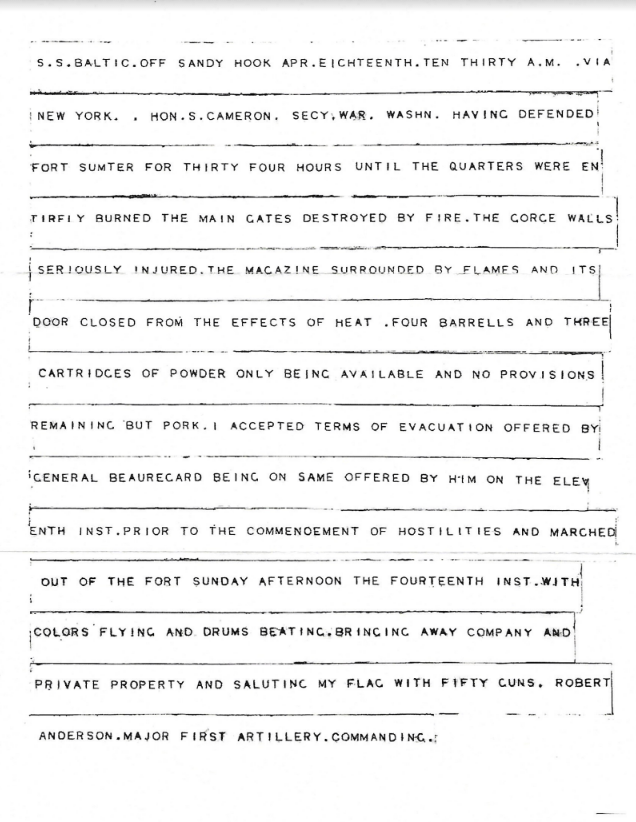 S.S.BALTIC.OFF SANDY HOOK APR.EIGHTEENTH.TEN THIRTY A.M. .VIA
NEW YORK. . HON.S.CAMERON. SECY.WAR. WASHN. HAVING DEFENDED
FORT SUMTER FOR THIRTY FOUR HOURS UNTIL THE QUARTERS WERE EN
TIRFLY BURNED THE MAIN GATES DESTROYED BY FIRE.THE GORGE WALLS
SERIOUSLY INJURED.THE MAGAZINE SURROUNDED BY FLAMES AND ITS
DOOR CLOSED FROM THE EFFECTS OF HEAT .FOUR BARRELLS AND THREE
CARTRIDGES OF POWDER ONLY BEING AVAILABLE AND NO PROVISIONS
REMAINING BUT PORK.I ACCEPTED TERMS OF EVACUATION OFFERED BY
GENERAL BEAUREGARD BEING ON SAME OFFERED BY HIM ON THE ELEV
ENTH INST.PRIOR TO THE COMMENOEMENT OF HOSTILITIES AND MARCHED
OUT OF THE FORT SUNDAY AFTERNOON THE FOURTEENTH INST.WITH
COLORS FLYING AND DRUMS BEATING.BRINGING AWAY COMPANY AND
PRIVATE PROPERTY AND SALUTING MY FLAG WITH FIFTY GUNS. ROBERT
ANDERSON.MAJOR FIRST ARTILLERY.COMMANDING.